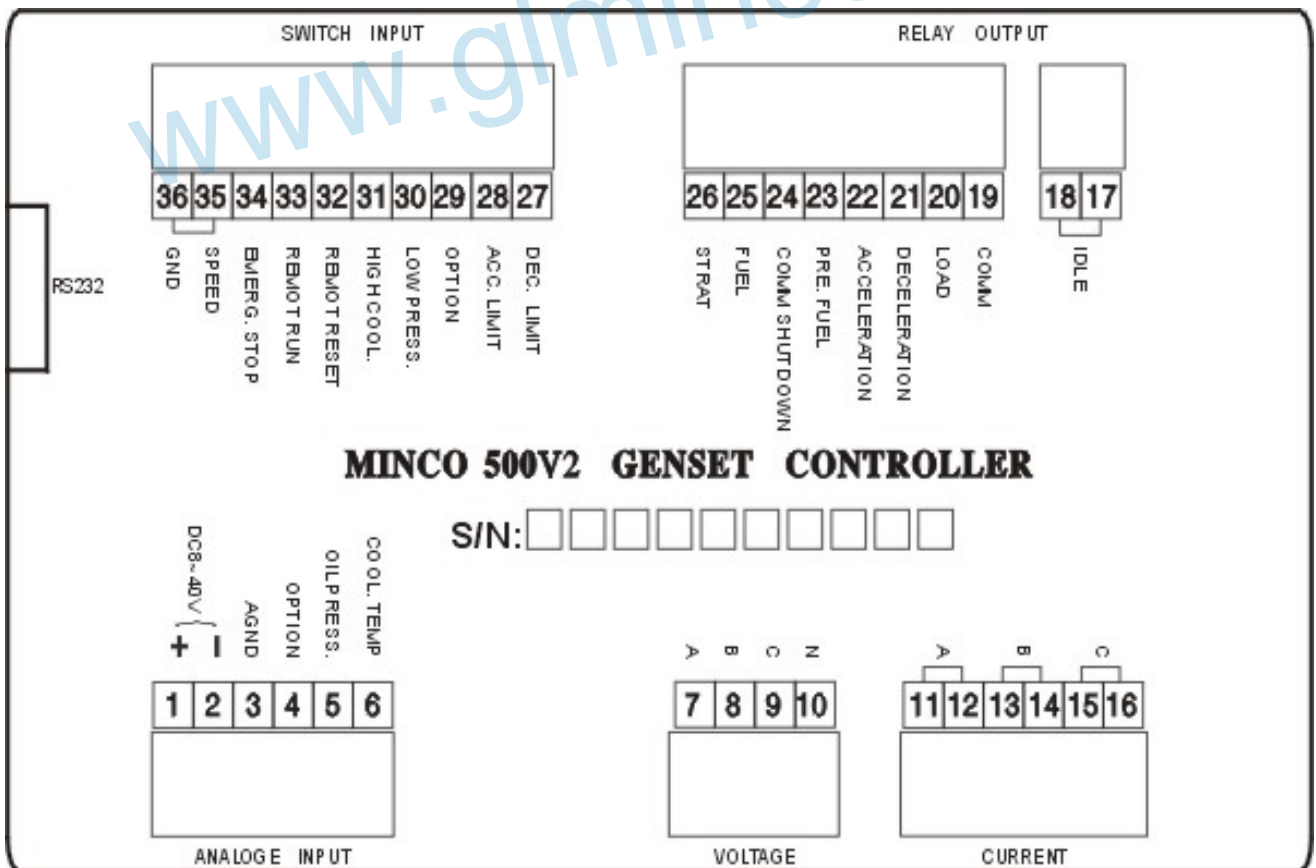 www.glminco
SWITCH INPUT
RELAY OUTPUT
36 35 34 33 32 31 30 29 28 27
26 25 24 23 22 21 20 19
18 17
GND
SPEED
EMERG. STOP
REMOT RUN
REMOT RESET
HIGH COOL.
LOW PRESS.
OPTION
ACC. LIMIT
DEC. LIMIT
STRAT
FUEL
COMM SHUTDOWN
PRE. FUEL
ACCELERATION
DECELERATION
LOAD
COMM
IDLE
RS232
MINCO 500V2 GENSET CONTROLLER
S/N:
DC8~40V
+ −
AGND
OPTION
OILPRESS.
COOL. TEMP
A B C N
A B C
1 2 3 4 5 6
7 8 9 10
11 12 13 14 15 16
ANALOGE INPUT
VOLTAGE
CURRENT